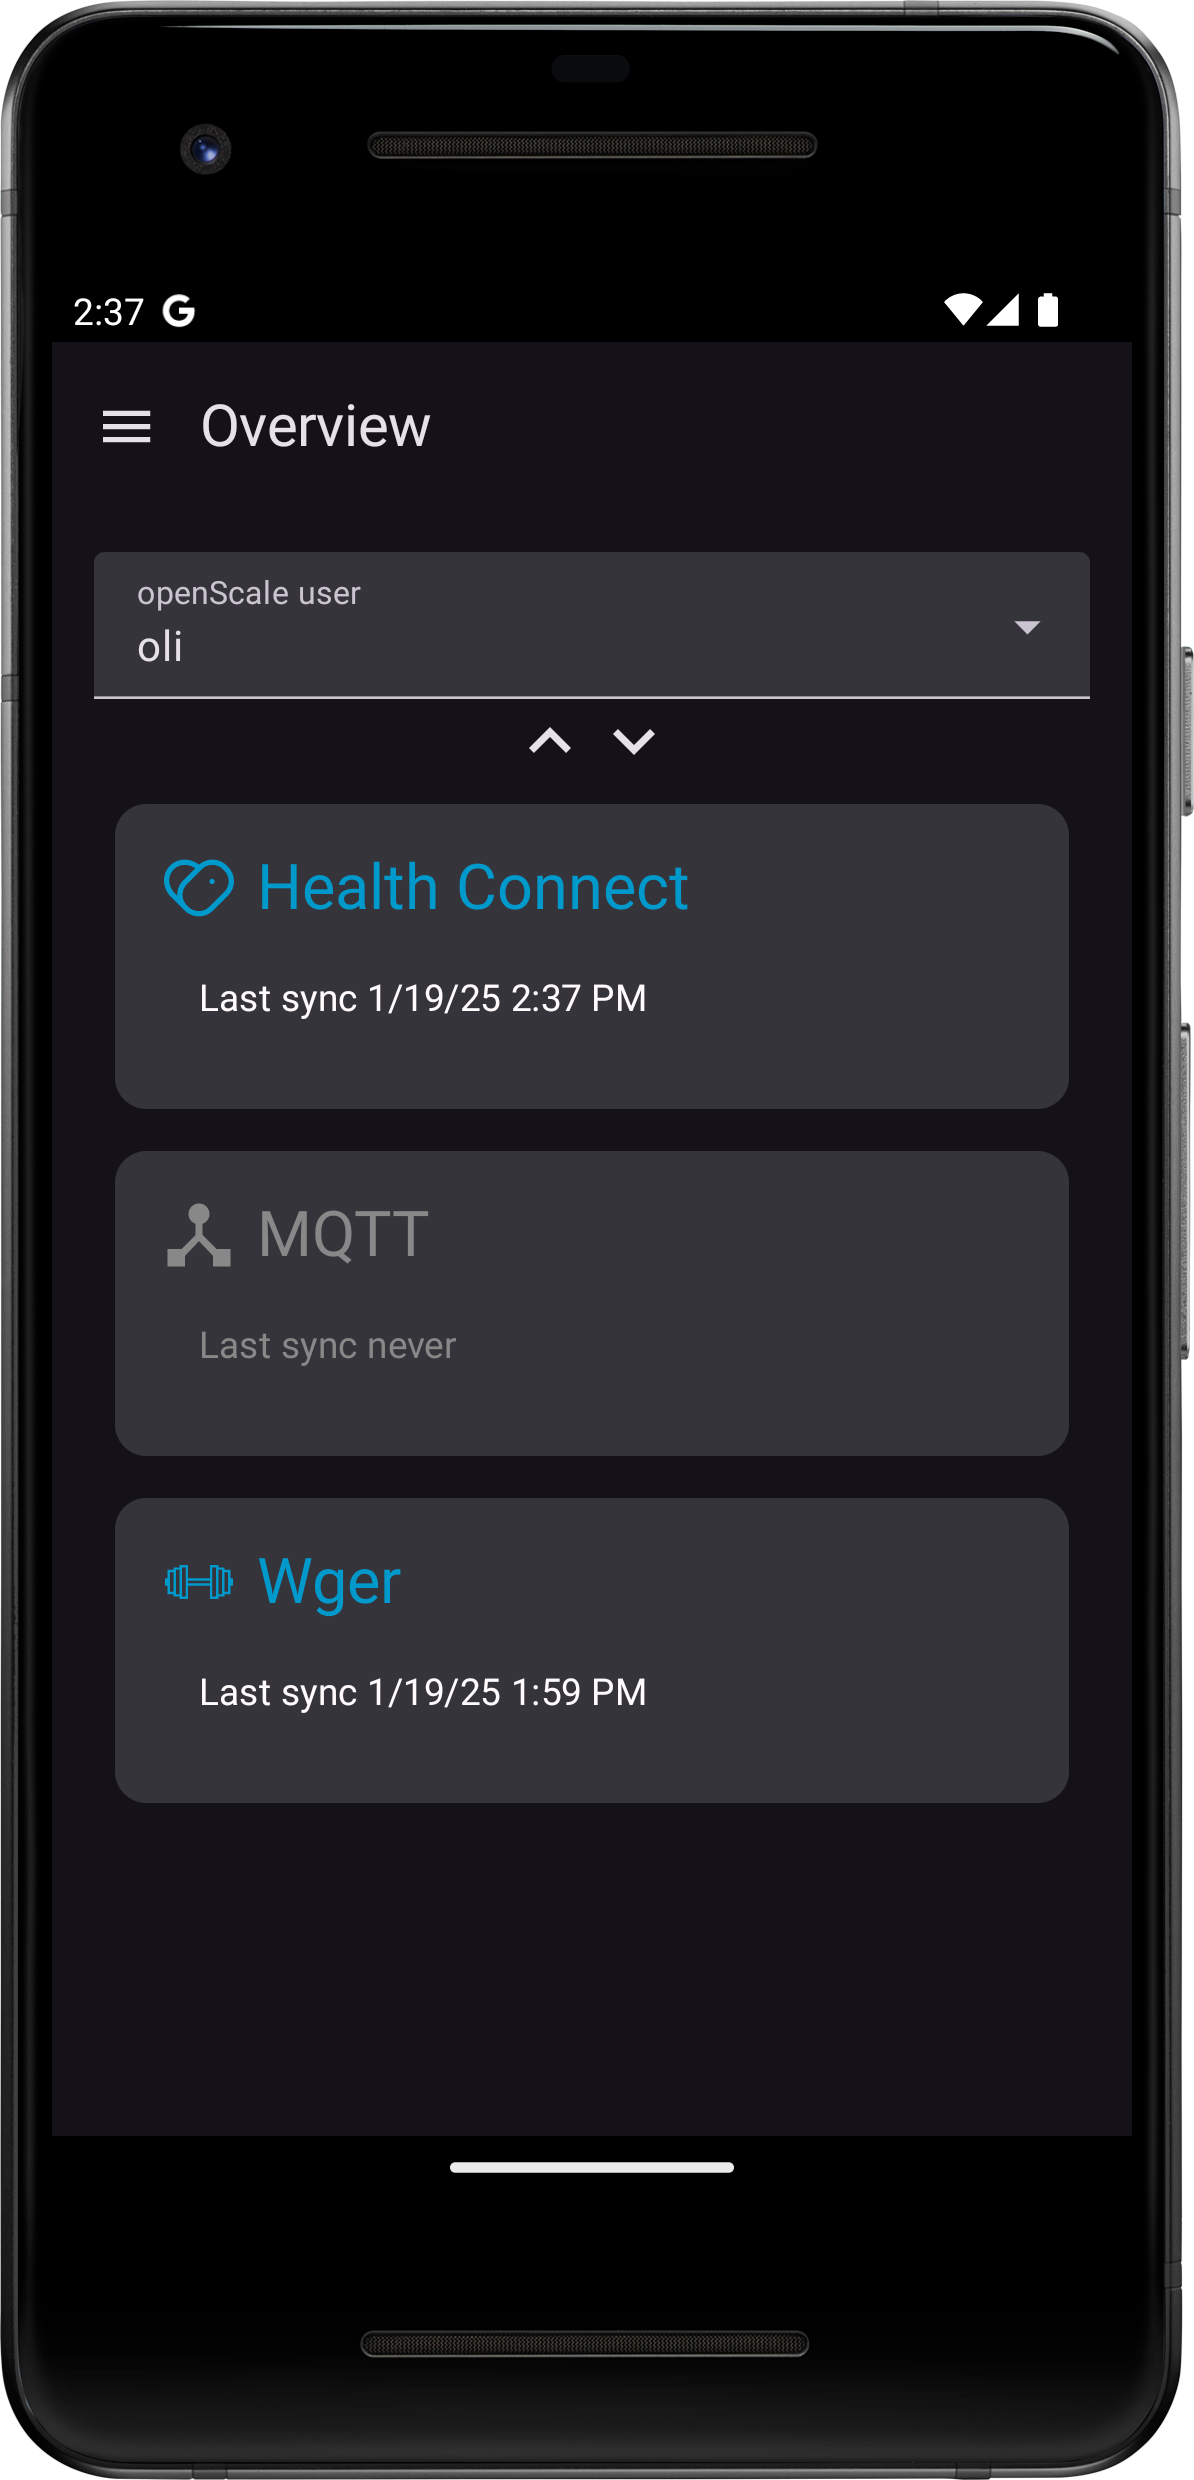 2:37
Overview
openScale user
oli
Health Connect
Last sync 1/19/25 2:37 PM
MQTT
Last sync never
Wger
Last sync 1/19/25 1:59 PM